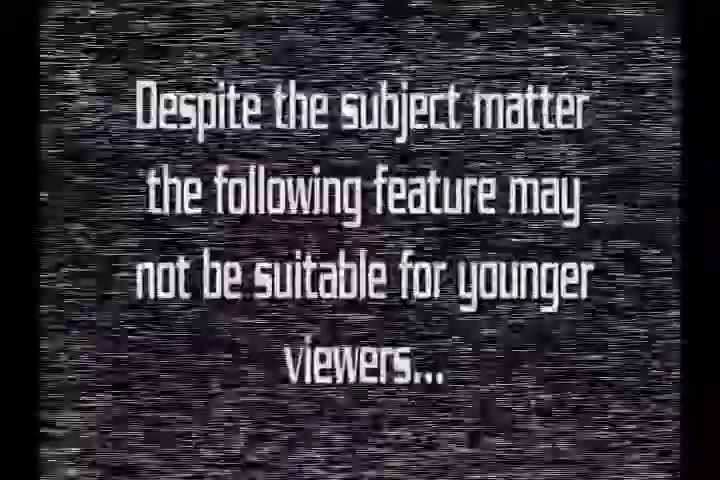 Despite the subject matter
the following feature may
not be suitable for younger
viewers...